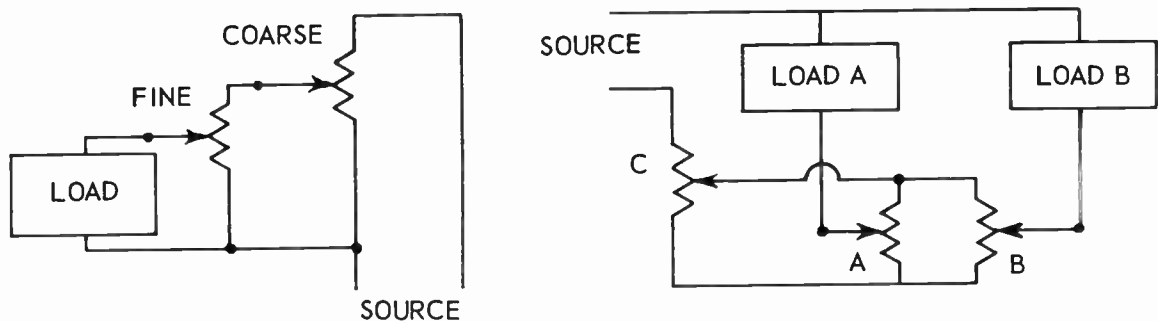 COARSE
FINE
LOAD
SOURCE
SOURCE
LOAD A
LOAD B
C
A
B